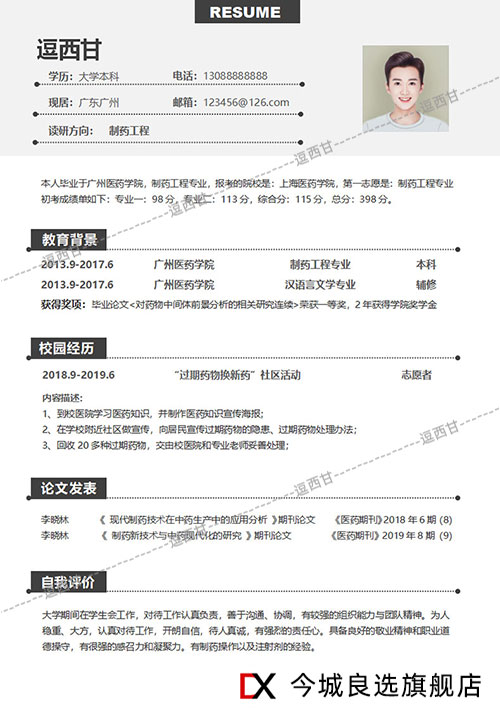 RESUME
逗西甘
学历：大学本科 电话：13088888888
现居：广东广州 邮箱：123456@126.com
读研方向： 制药工程
本人毕业于广州医药学院，制药工程专业，报考的院校是：上海医药学院，第一志愿是：制药工程专业
初考成绩单如下：专业一：98 分，专业二：113 分，综合分：115 分，总分：398 分。
教育背景
2013.9-2017.6 广州医药学院 制药工程专业 本科
2013.9-2017.6 广州医药学院 汉语言文学专业 辅修
获得奖项：毕业论文<对药物中间体前景分析的相关研究连续>荣获一等奖，2 年获得学院奖学金
校园经历
2018.9-2019.6 “过期药物换新药”社区活动 志愿者
内容描述：
1、到校医院学习医药知识，并制作医药知识宣传海报；
2、在学校附近社区做宣传，向居民宣传过期药物的隐患、过期药物处理办法；
3、回收 20 多种过期药物，交由校医院和专业老师妥善处理；
论文发表
李晓林 《 现代制药技术在中药生产中的应用分析 》期刊论文 《医药期刊》2018 年 6 期 (8)
李晓林 《 制药新技术与中药现代化的研究 》期刊论文 《医药期刊》2019 年 8 期 (9)
自我评价
大学期间在学生会工作，对待工作认真负责，善于沟通、协调，有较强的组织能力与团队精神。为人
稳重、大方，认真对待工作，开朗自信，待人真诚，有强烈的责任心。具备良好的敬业精神和职业道
德操守，有很强的感召力和凝聚力。有制药操作以及注射剂的经验。
逗西甘
逗西甘
逗西甘
逗西甘
逗西甘
DX 今城良选旗舰店